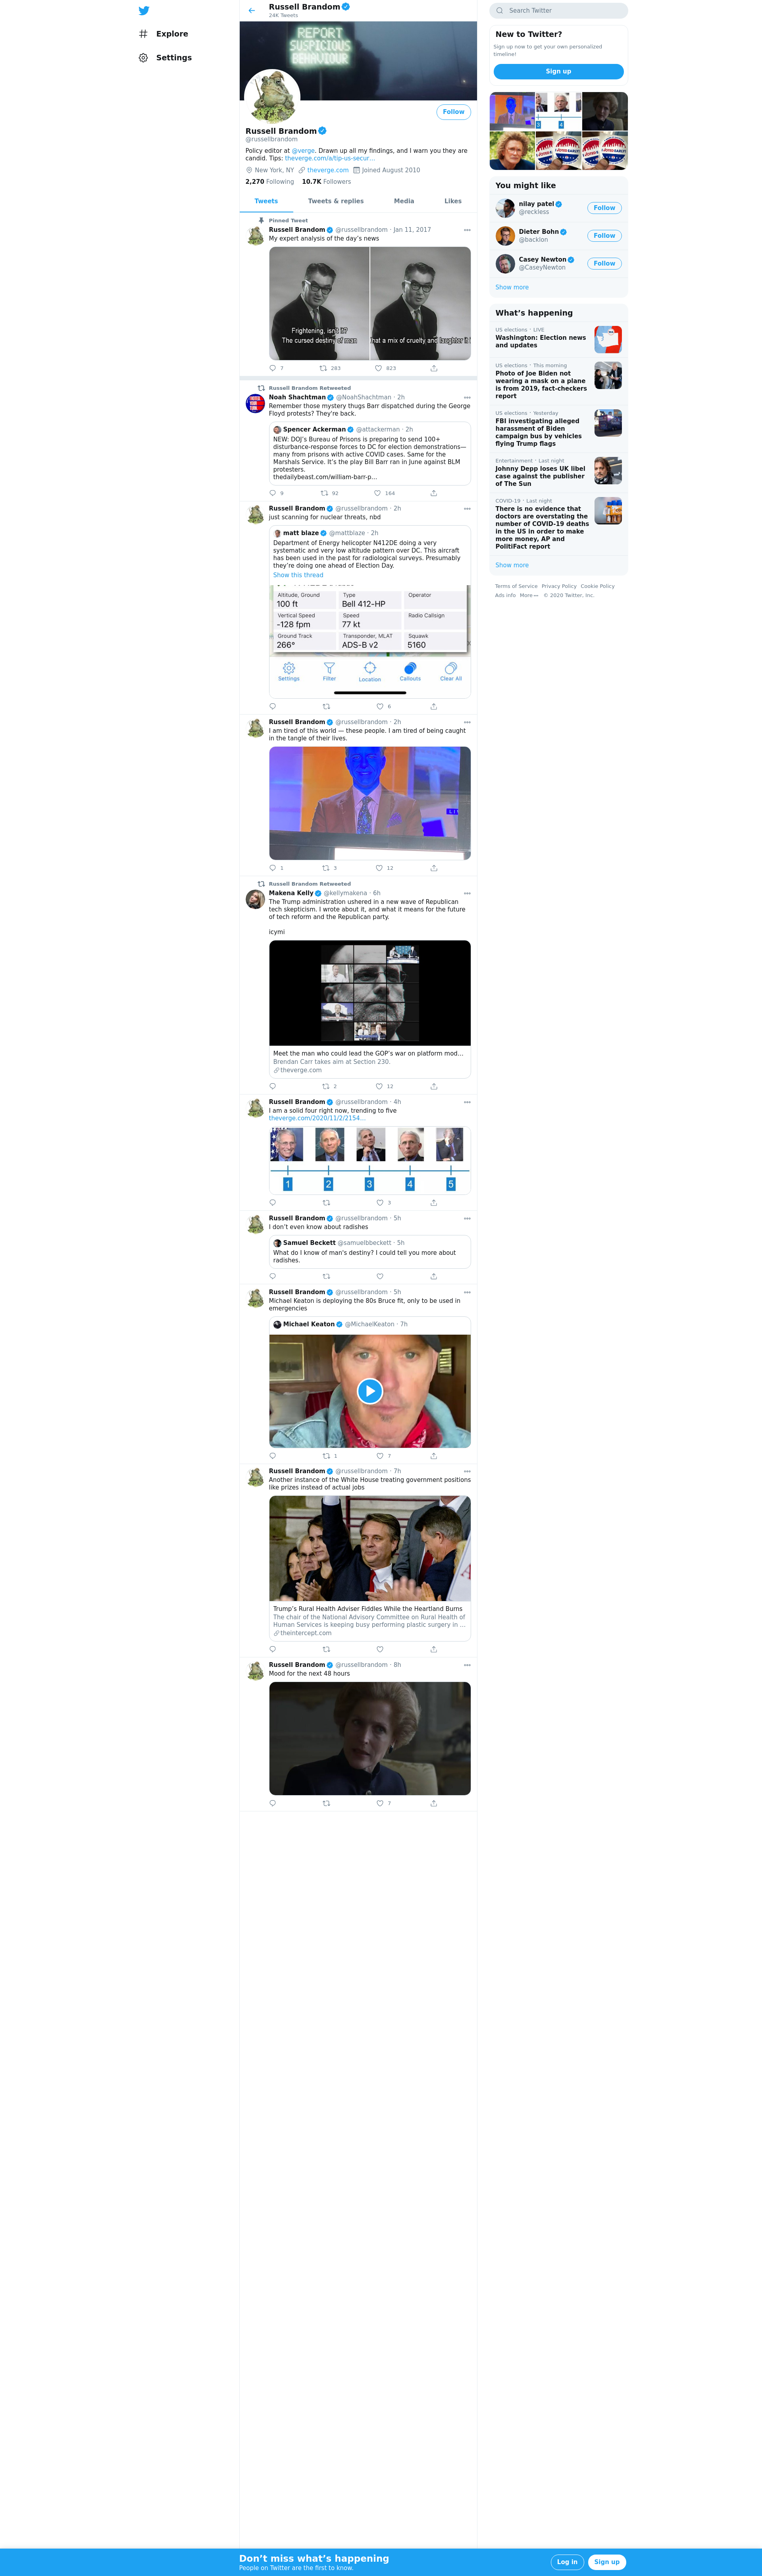 Explore
Settings
Russell Brandom
24K Tweets
REPORT
SUSPICIOUS
BEHAVIOUR
Follow
Russell Brandom
@russellbrandom
Policy editor at @verge. Drawn up all my findings, and I warn you they are
candid. Tips: theverge.com/a/tip-us-secur…
New York, NY theverge.com Joined August 2010
2,270 Following 10.7K Followers
Tweets Tweets & replies Media Likes
Pinned Tweet
Russell Brandom @russellbrandom · Jan 11, 2017
My expert analysis of the day's news
Frightening, isn't it?
The cursed destiny of man
that a mix of cruelty and laughter it i
7 283 823
Russell Brandom Retweeted
Noah Shachtman @NoahShachtman · 2h
Remember those mystery thugs Barr dispatched during the George
Floyd protests? They're back.
Spencer Ackerman @attackerman · 2h
NEW: DOJ's Bureau of Prisons is preparing to send 100+
disturbance-response forces to DC for election demonstrations—
many from prisons with active COVID cases. Same for the
Marshals Service. It's the play Bill Barr ran in June against BLM
protesters.
thedailybeast.com/william-barr-p…
9 92 164
Russell Brandom @russellbrandom · 2h
just scanning for nuclear threats, nbd
matt blaze @mattblaze · 2h
Department of Energy helicopter N412DE doing a very
systematic and very low altitude pattern over DC. This aircraft
has been used in the past for radiological surveys. Presumably
they're doing one ahead of Election Day.
Show this thread
Altitude, Ground Type Operator
100 ft Bell 412-HP
Vertical Speed Speed Radio Callsign
-128 fpm 77 kt
Ground Track Transponder, MLAT Squawk
266° ADS-B v2 5160
Settings Filter Location Callouts Clear All
6
Russell Brandom @russellbrandom · 2h
I am tired of this world — these people. I am tired of being caught
in the tangle of their lives.
LI
1 3 12
Russell Brandom Retweeted
Makena Kelly @kellymakena · 6h
The Trump administration ushered in a new wave of Republican
tech skepticism. I wrote about it, and what it means for the future
of tech reform and the Republican party.
icymi
Meet the man who could lead the GOP's war on platform mod…
Brendan Carr takes aim at Section 230.
theverge.com
2 12
Russell Brandom @russellbrandom · 4h
I am a solid four right now, trending to five
theverge.com/2020/11/2/2154…
1 2 3 4 5
3
Russell Brandom @russellbrandom · 5h
I don't even know about radishes
Samuel Beckett @samuelbbeckett · 5h
What do I know of man's destiny? I could tell you more about
radishes.
Russell Brandom @russellbrandom · 5h
Michael Keaton is deploying the 80s Bruce fit, only to be used in
emergencies
Michael Keaton @MichaelKeaton · 7h
1 7
Russell Brandom @russellbrandom · 7h
Another instance of the White House treating government positions
like prizes instead of actual jobs
Trump's Rural Health Adviser Fiddles While the Heartland Burns
The chair of the National Advisory Committee on Rural Health of
Human Services is keeping busy performing plastic surgery in …
theintercept.com
Russell Brandom @russellbrandom · 8h
Mood for the next 48 hours
7
Search Twitter
New to Twitter?
Sign up now to get your own personalized
timeline!
Sign up
You might like
nilay patel
@reckless
Follow
Dieter Bohn
@backlon
Follow
Casey Newton
@CaseyNewton
Follow
Show more
What's happening
US elections · LIVE
Washington: Election news
and updates
US elections · This morning
Photo of Joe Biden not
wearing a mask on a plane
is from 2019, fact-checkers
report
US elections · Yesterday
FBI investigating alleged
harassment of Biden
campaign bus by vehicles
flying Trump flags
Entertainment · Last night
Johnny Depp loses UK libel
case against the publisher
of The Sun
COVID-19 · Last night
There is no evidence that
doctors are overstating the
number of COVID-19 deaths
in the US in order to make
more money, AP and
PolitiFact report
Show more
Terms of Service Privacy Policy Cookie Policy
Ads info More © 2020 Twitter, Inc.
Don't miss what's happening
People on Twitter are the first to know.
Log in Sign up